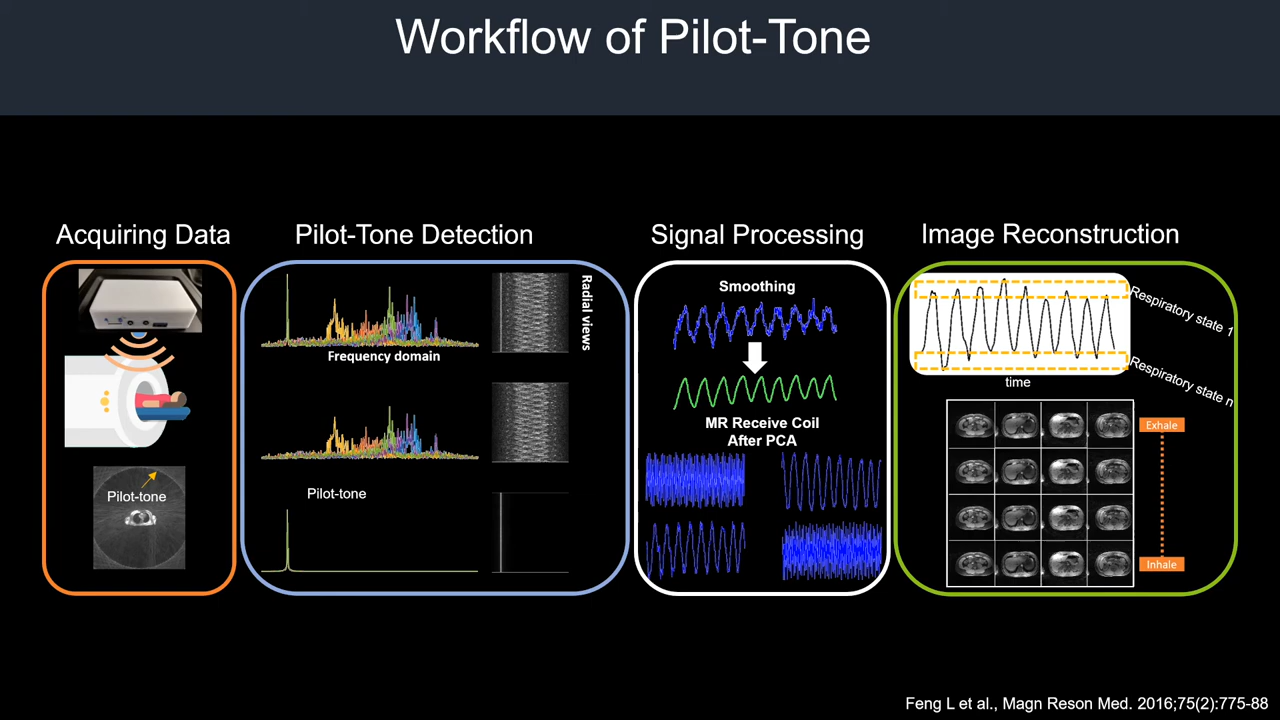 Workflow of Pilot-Tone
Acquiring Data
Pilot-tone
Pilot-Tone Detection
Radial views
Frequency domain
Pilot-tone
Signal Processing
Smoothing
MR Receive Coil
After PCA
Image Reconstruction
Respiratory state 1
Respiratory state n
time
Exhale
Inhale
Feng L et al., Magn Reson Med. 2016;75(2):775-88